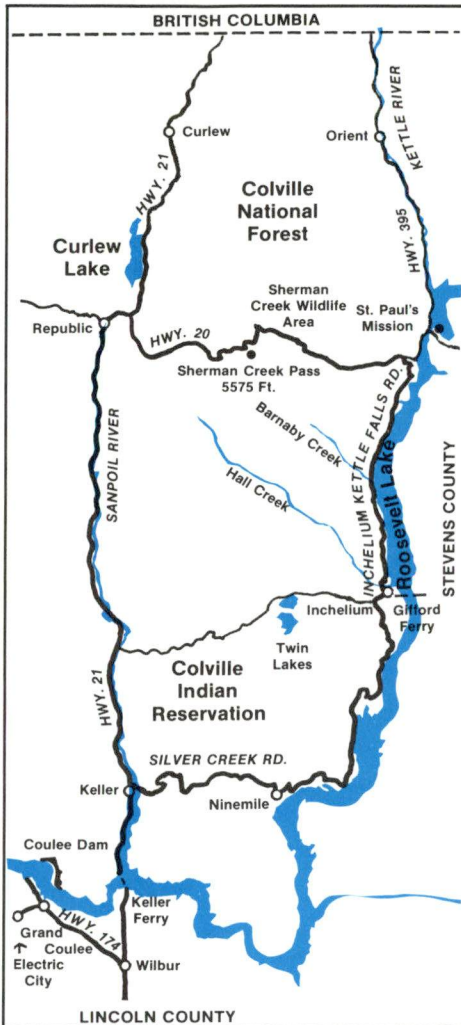 BRITISH COLUMBIA
Curlew
Orient
KETTLE RIVER
HWY. 21
Colville
National
Forest
HWY. 395
Curlew
Lake
Sherman
Creek Wildlife
Area
St. Paul's
Mission
Republic
HWY. 20
Sherman Creek Pass
5575 Ft.
INCHELIUM KETTLE FALLS RD.
Barnaby Creek
SANPOIL RIVER
Hall Creek
Roosevelt Lake
STEVENS COUNTY
Inchelium
Gifford
Ferry
Twin
Lakes
Colville
Indian
Reservation
HWY. 21
SILVER CREEK RD.
Keller
Ninemile
Coulee Dam
Keller
Ferry
HWY. 174
Grand Coulee
↑
Electric
City
Wilbur
LINCOLN COUNTY